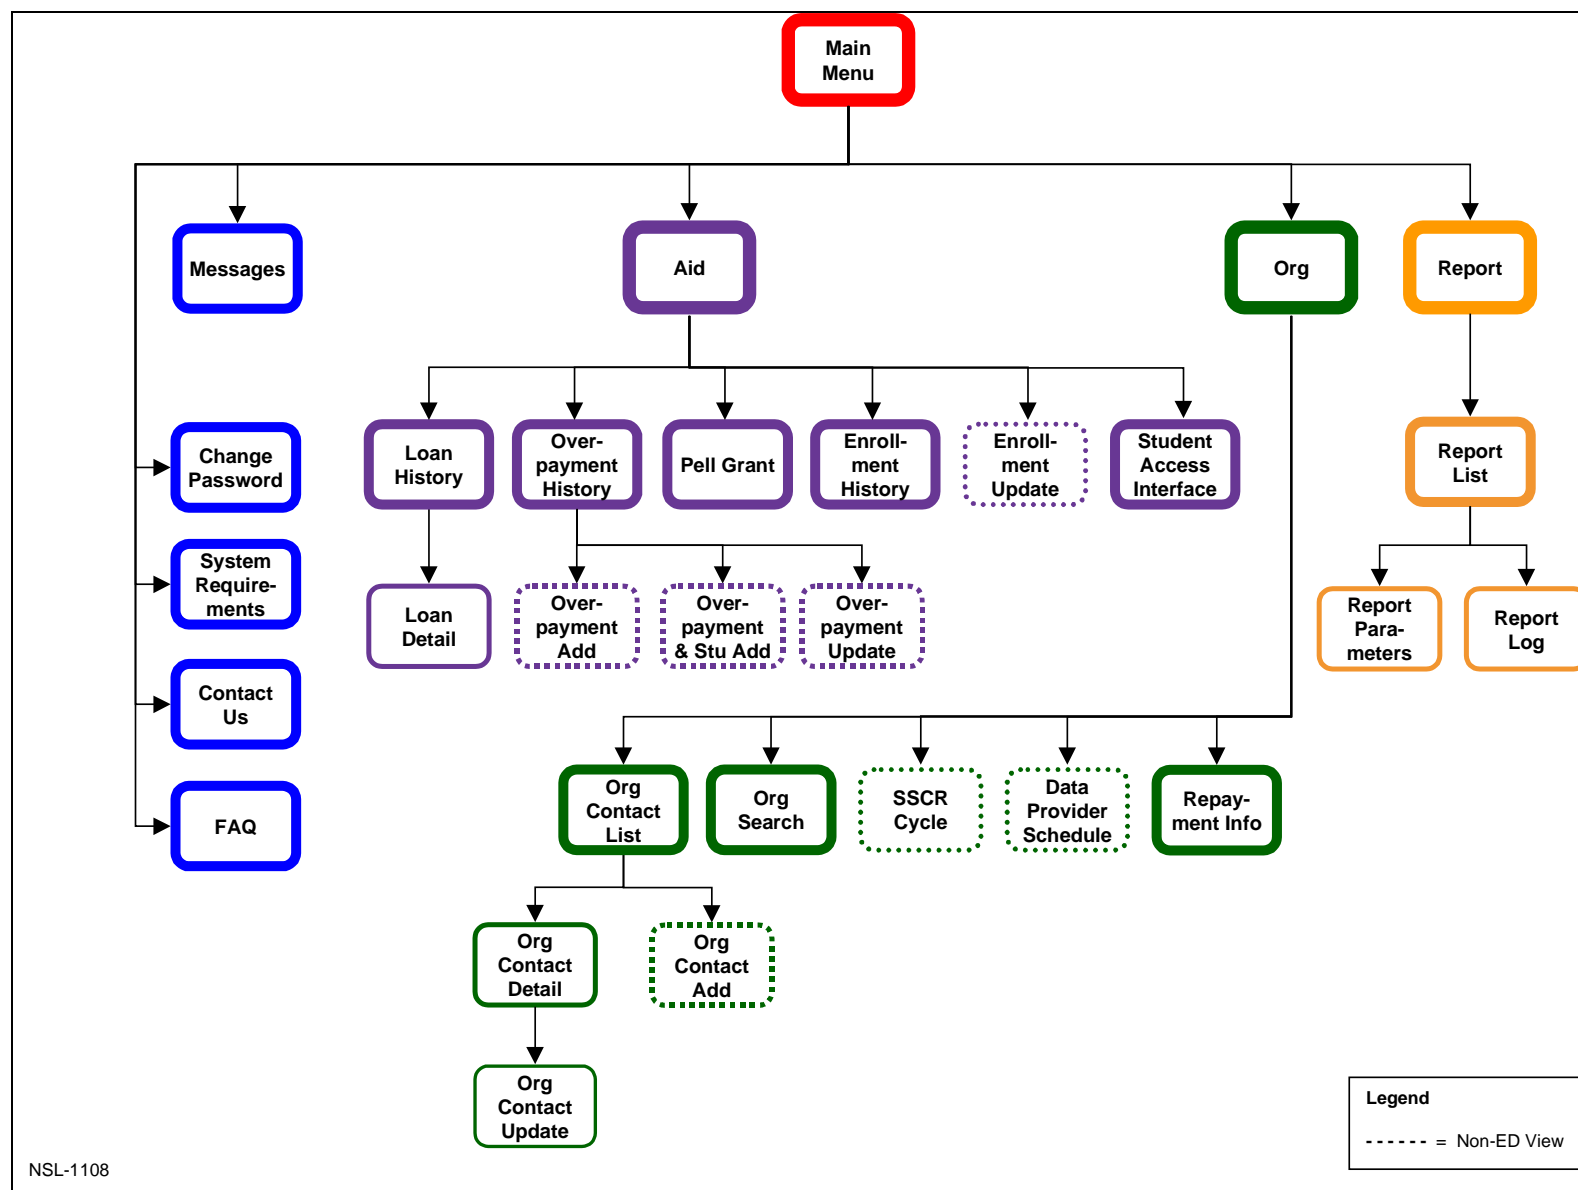 Main
Menu
Messages
Aid
Org
Report
Change
Password
Loan
History
Over-
payment
History
Pell Grant
Enroll-
ment
History
Enroll-
ment
Update
Student
Access
Interface
Report
List
System
Require-
ments
Loan
Detail
Over-
payment
Add
Over-
payment
& Stu Add
Over-
payment
Update
Report
Para-
meters
Report
Log
Contact
Us
FAQ
Org
Contact
List
Org
Search
SSCR
Cycle
Data
Provider
Schedule
Repay-
ment Info
Org
Contact
Detail
Org
Contact
Add
Org
Contact
Update
Legend
- - - - - - = Non-ED View
NSL-1108